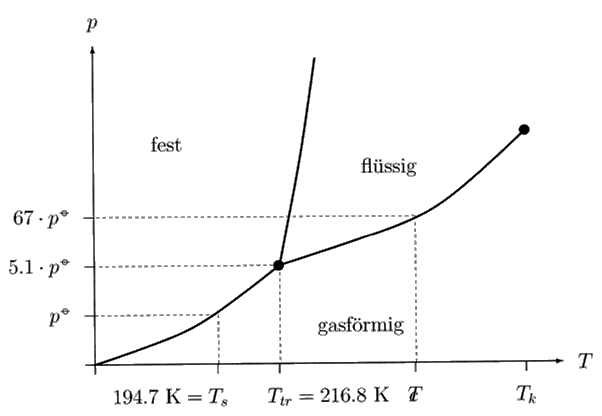 p
fest
flüssig
67 · p⦵
5.1 · p⦵
p⦵
gasförmig
T
194.7 K = Tₛ
Tₜᵣ = 216.8 K
Tₖ